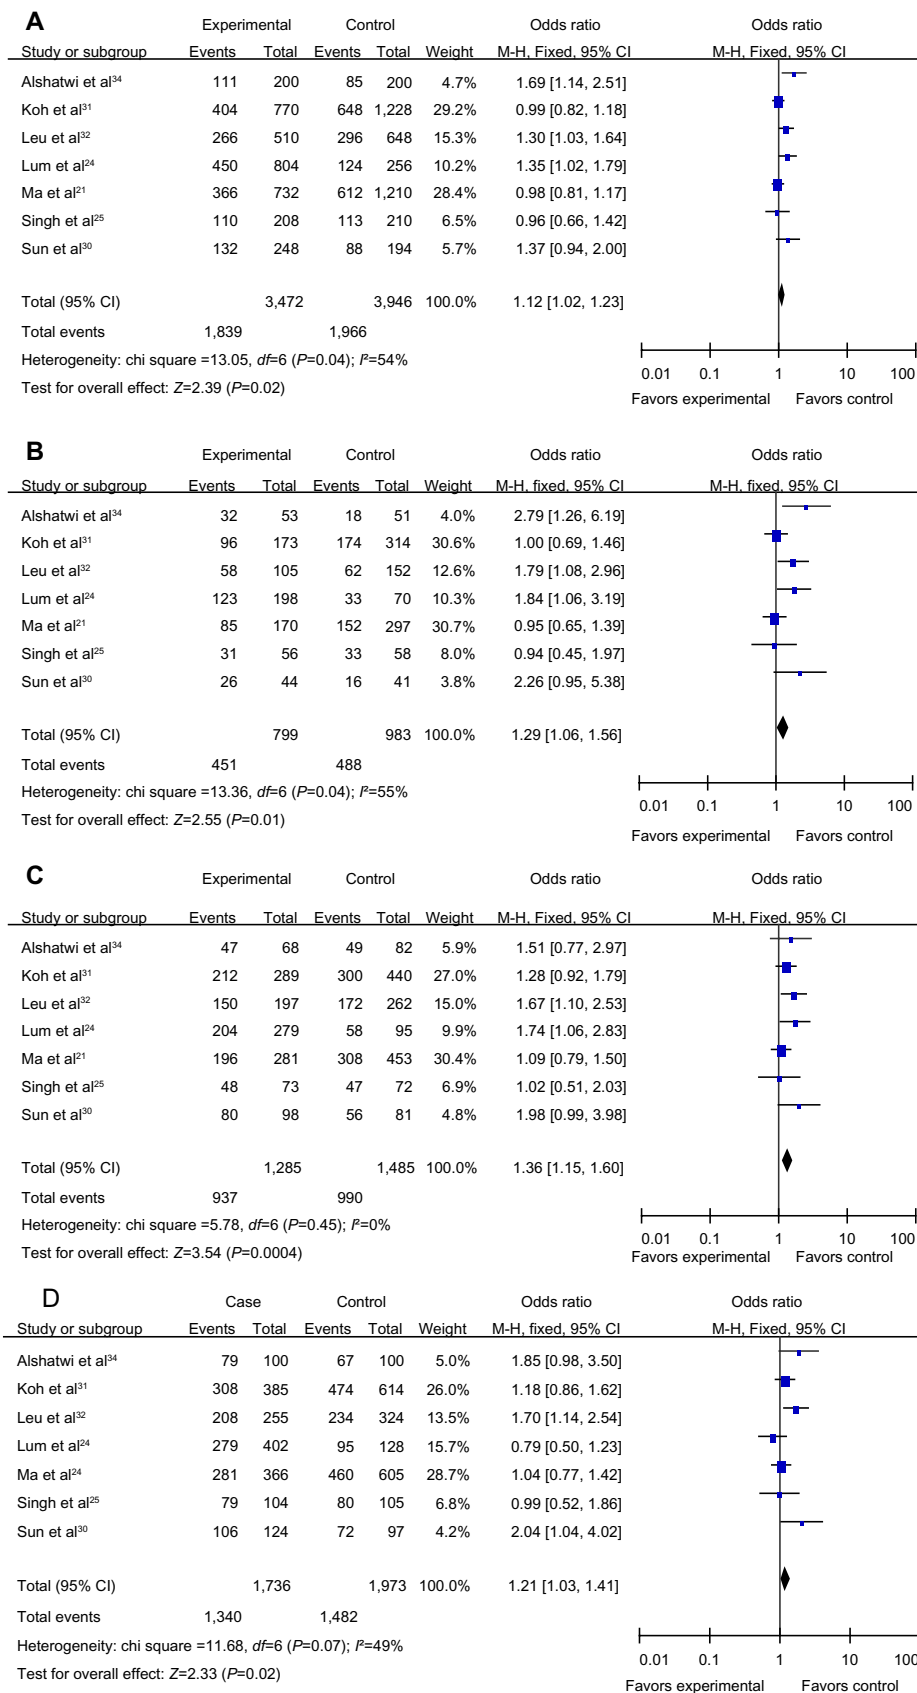 A Experimental Control Odds ratio Odds ratio
Study or subgroup Events Total Events Total Weight M-H, Fixed, 95% CI M-H, Fixed, 95% CI
Alshatwi et al34 111 200 85 200 4.7% 1.69 [1.14, 2.51]
Koh et al31 404 770 648 1,228 29.2% 0.99 [0.82, 1.18]
Leu et al32 266 510 296 648 15.3% 1.30 [1.03, 1.64]
Lum et al24 450 804 124 256 10.2% 1.35 [1.02, 1.79]
Ma et al21 366 732 612 1,210 28.4% 0.98 [0.81, 1.17]
Singh et al25 110 208 113 210 6.5% 0.96 [0.66, 1.42]
Sun et al30 132 248 88 194 5.7% 1.37 [0.94, 2.00]
Total (95% CI) 3,472 3,946 100.0% 1.12 [1.02, 1.23]
Total events 1,839 1,966
Heterogeneity: chi square =13.05, df=6 (P=0.04); I²=54%
Test for overall effect: Z=2.39 (P=0.02)
0.01 0.1 1 10 100
Favors experimental Favors control
B Experimental Control Odds ratio Odds ratio
Study or subgroup Events Total Events Total Weight M-H, fixed, 95% CI M-H, fixed, 95% CI
Alshatwi et al34 32 53 18 51 4.0% 2.79 [1.26, 6.19]
Koh et al31 96 173 174 314 30.6% 1.00 [0.69, 1.46]
Leu et al32 58 105 62 152 12.6% 1.79 [1.08, 2.96]
Lum et al24 123 198 33 70 10.3% 1.84 [1.06, 3.19]
Ma et al21 85 170 152 297 30.7% 0.95 [0.65, 1.39]
Singh et al25 31 56 33 58 8.0% 0.94 [0.45, 1.97]
Sun et al30 26 44 16 41 3.8% 2.26 [0.95, 5.38]
Total (95% CI) 799 983 100.0% 1.29 [1.06, 1.56]
Total events 451 488
Heterogeneity: chi square =13.36, df=6 (P=0.04); I²=55%
Test for overall effect: Z=2.55 (P=0.01)
0.01 0.1 1 10 100
Favors experimental Favors control
C Experimental Control Odds ratio Odds ratio
Study or subgroup Events Total Events Total Weight M-H, Fixed, 95% CI M-H, Fixed, 95% CI
Alshatwi et al34 47 68 49 82 5.9% 1.51 [0.77, 2.97]
Koh et al31 212 289 300 440 27.0% 1.28 [0.92, 1.79]
Leu et al32 150 197 172 262 15.0% 1.67 [1.10, 2.53]
Lum et al24 204 279 58 95 9.9% 1.74 [1.06, 2.83]
Ma et al21 196 281 308 453 30.4% 1.09 [0.79, 1.50]
Singh et al25 48 73 47 72 6.9% 1.02 [0.51, 2.03]
Sun et al30 80 98 56 81 4.8% 1.98 [0.99, 3.98]
Total (95% CI) 1,285 1,485 100.0% 1.36 [1.15, 1.60]
Total events 937 990
Heterogeneity: chi square =5.78, df=6 (P=0.45); I²=0%
Test for overall effect: Z=3.54 (P=0.0004)
0.01 0.1 1 10 100
Favors experimental Favors control
D Case Control Odds ratio Odds ratio
Study or subgroup Events Total Events Total Weight M-H, fixed, 95% CI M-H, Fixed, 95% CI
Alshatwi et al34 79 100 67 100 5.0% 1.85 [0.98, 3.50]
Koh et al31 308 385 474 614 26.0% 1.18 [0.86, 1.62]
Leu et al32 208 255 234 324 13.5% 1.70 [1.14, 2.54]
Lum et al24 279 402 95 128 15.7% 0.79 [0.50, 1.23]
Ma et al24 281 366 460 605 28.7% 1.04 [0.77, 1.42]
Singh et al25 79 104 80 105 6.8% 0.99 [0.52, 1.86]
Sun et al30 106 124 72 97 4.2% 2.04 [1.04, 4.02]
Total (95% CI) 1,736 1,973 100.0% 1.21 [1.03, 1.41]
Total events 1,340 1,482
Heterogeneity: chi square =11.68, df=6 (P=0.07); I²=49%
Test for overall effect: Z=2.33 (P=0.02)
0.01 0.1 1 10 100
Favors experimental Favors control